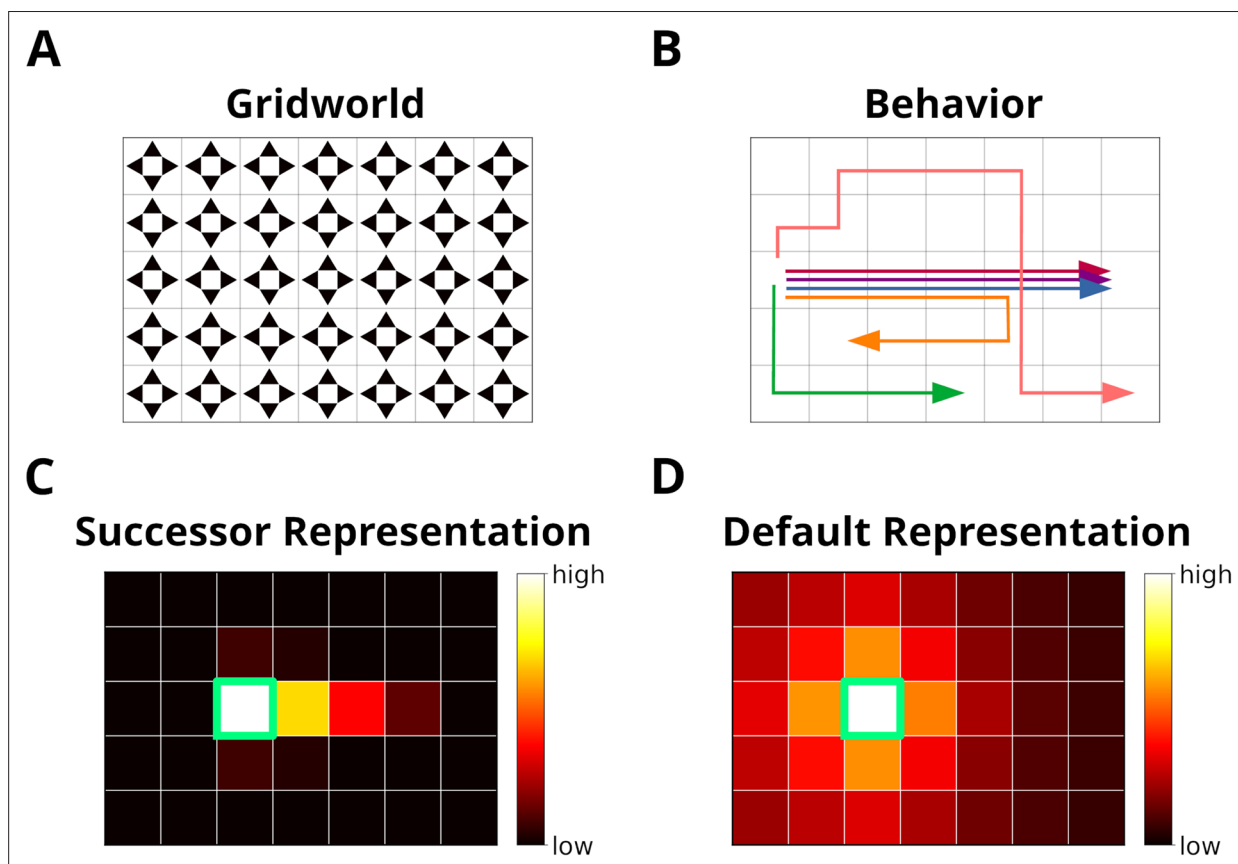 A
Gridworld
B
Behavior
C
Successor Representation
high
low
D
Default Representation
high
low